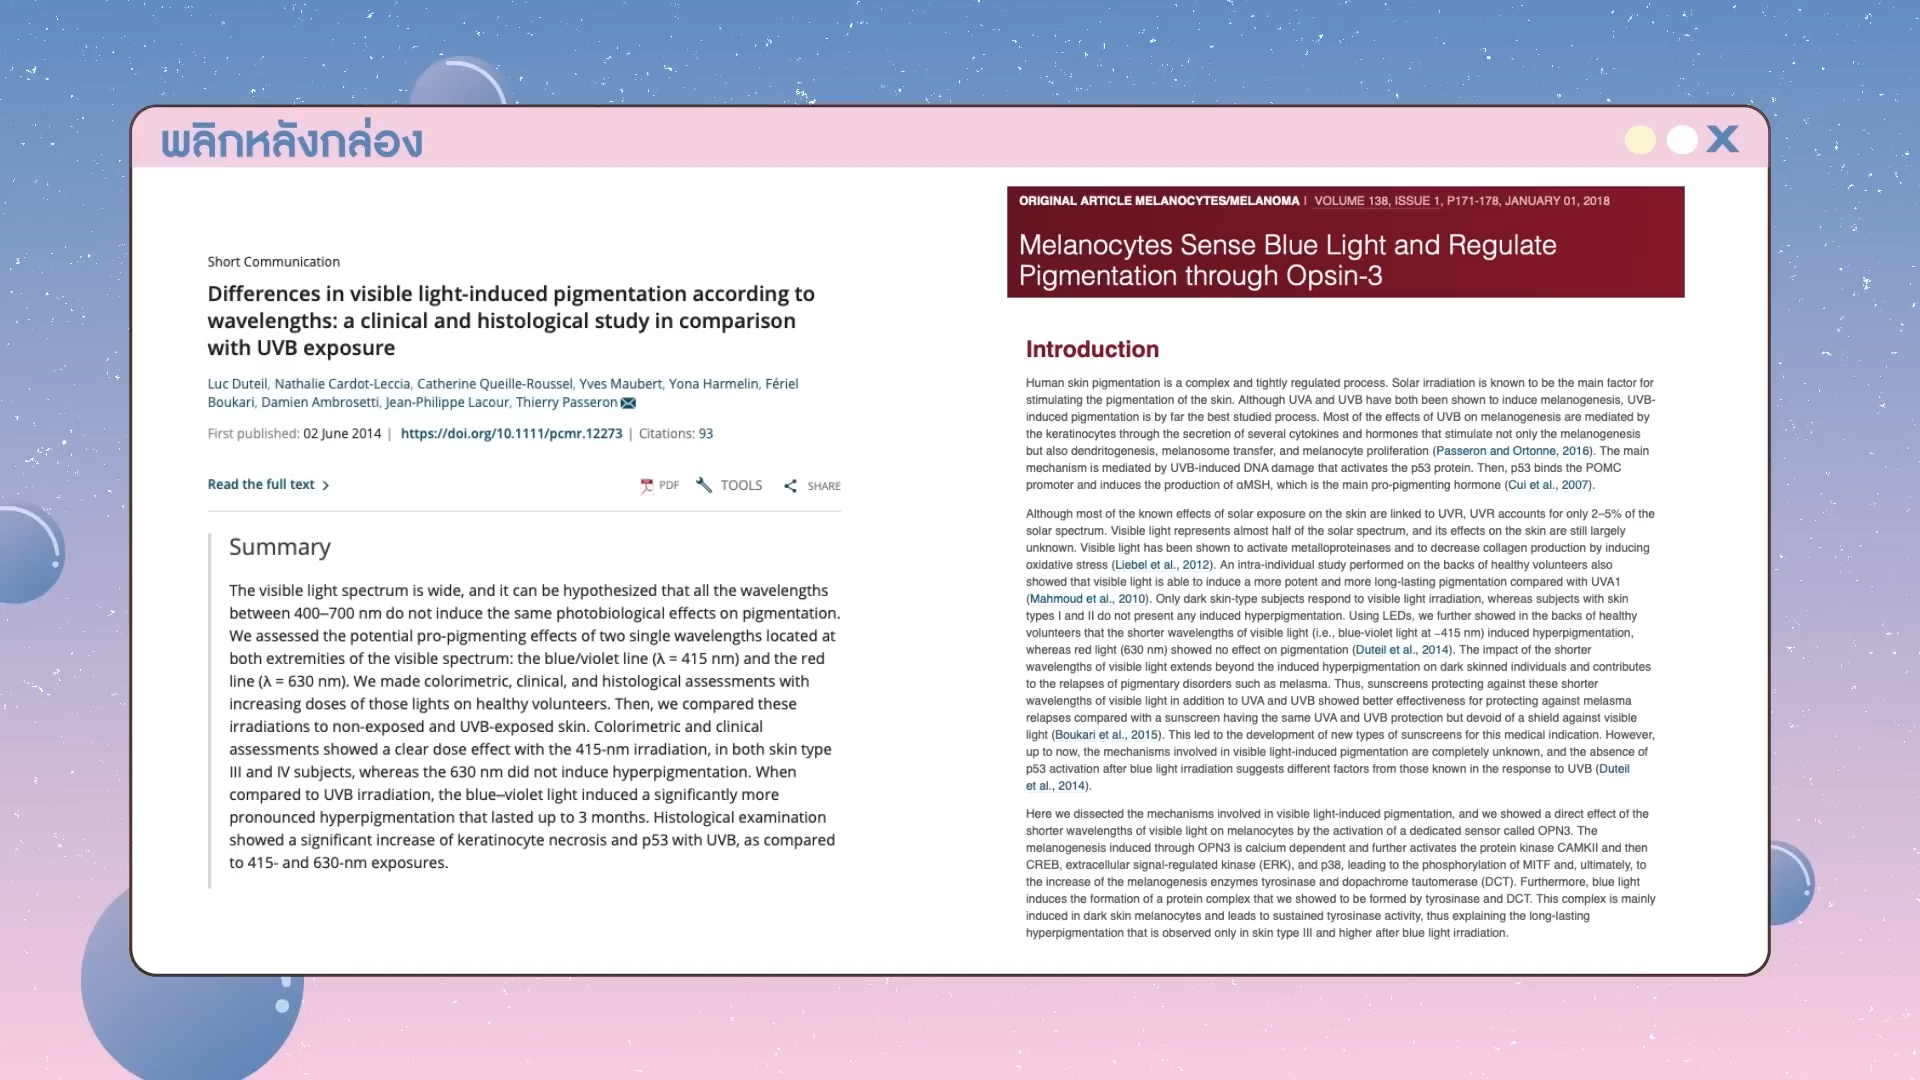 พลิกหลังกล่อง
X
Short Communication
Differences in visible light-induced pigmentation according to
wavelengths: a clinical and histological study in comparison
with UVB exposure
Luc Duteil, Nathalie Cardot-Leccia, Catherine Queille-Roussel, Yves Maubert, Yona Harmelin, Fériel
Boukari, Damien Ambrosetti, Jean-Philippe Lacour, Thierry Passeron
First published: 02 June 2014 | https://doi.org/10.1111/pcmr.12273 | Citations: 93
Read the full text >
PDF TOOLS SHARE
Summary
The visible light spectrum is wide, and it can be hypothesized that all the wavelengths
between 400–700 nm do not induce the same photobiological effects on pigmentation.
We assessed the potential pro-pigmenting effects of two single wavelengths located at
both extremities of the visible spectrum: the blue/violet line (λ = 415 nm) and the red
line (λ = 630 nm). We made colorimetric, clinical, and histological assessments with
increasing doses of those lights on healthy volunteers. Then, we compared these
irradiations to non-exposed and UVB-exposed skin. Colorimetric and clinical
assessments showed a clear dose effect with the 415-nm irradiation, in both skin type
III and IV subjects, whereas the 630 nm did not induce hyperpigmentation. When
compared to UVB irradiation, the blue–violet light induced a significantly more
pronounced hyperpigmentation that lasted up to 3 months. Histological examination
showed a significant increase of keratinocyte necrosis and p53 with UVB, as compared
to 415- and 630-nm exposures.
ORIGINAL ARTICLE MELANOCYTES/MELANOMA | VOLUME 138, ISSUE 1, P171-178, JANUARY 01, 2018
Melanocytes Sense Blue Light and Regulate
Pigmentation through Opsin-3
Introduction
Human skin pigmentation is a complex and tightly regulated process. Solar irradiation is known to be the main factor for
stimulating the pigmentation of the skin. Although UVA and UVB have both been shown to induce melanogenesis, UVB-
induced pigmentation is by far the best studied process. Most of the effects of UVB on melanogenesis are mediated by
the keratinocytes through the secretion of several cytokines and hormones that stimulate not only the melanogenesis
but also dendritogenesis, melanosome transfer, and melanocyte proliferation (Passeron and Ortonne, 2016). The main
mechanism is mediated by UVB-induced DNA damage that activates the p53 protein. Then, p53 binds the POMC
promoter and induces the production of αMSH, which is the main pro-pigmenting hormone (Cui et al., 2007).
Although most of the known effects of solar exposure on the skin are linked to UVR, UVR accounts for only 2–5% of the
solar spectrum. Visible light represents almost half of the solar spectrum, and its effects on the skin are still largely
unknown. Visible light has been shown to activate metalloproteinases and to decrease collagen production by inducing
oxidative stress (Liebel et al., 2012). An intra-individual study performed on the backs of healthy volunteers also
showed that visible light is able to induce a more potent and more long-lasting pigmentation compared with UVA1
(Mahmoud et al., 2010). Only dark skin-type subjects respond to visible light irradiation, whereas subjects with skin
types I and II do not present any induced hyperpigmentation. Using LEDs, we further showed in the backs of healthy
volunteers that the shorter wavelengths of visible light (i.e., blue-violet light at ~415 nm) induced hyperpigmentation,
whereas red light (630 nm) showed no effect on pigmentation (Duteil et al., 2014). The impact of the shorter
wavelengths of visible light extends beyond the induced hyperpigmentation on dark skinned individuals and contributes
to the relapses of pigmentary disorders such as melasma. Thus, sunscreens protecting against these shorter
wavelengths of visible light in addition to UVA and UVB showed better effectiveness for protecting against melasma
relapses compared with a sunscreen having the same UVA and UVB protection but devoid of a shield against visible
light (Boukari et al., 2015). This led to the development of new types of sunscreens for this medical indication. However,
up to now, the mechanisms involved in visible light-induced pigmentation are completely unknown, and the absence of
p53 activation after blue light irradiation suggests different factors from those known in the response to UVB (Duteil
et al., 2014).
Here we dissected the mechanisms involved in visible light-induced pigmentation, and we showed a direct effect of the
shorter wavelengths of visible light on melanocytes by the activation of a dedicated sensor called OPN3. The
melanogenesis induced through OPN3 is calcium dependent and further activates the protein kinase CAMKII and then
CREB, extracellular signal-regulated kinase (ERK), and p38, leading to the phosphorylation of MITF and, ultimately, to
the increase of the melanogenesis enzymes tyrosinase and dopachrome tautomerase (DCT). Furthermore, blue light
induces the formation of a protein complex that we showed to be formed by tyrosinase and DCT. This complex is mainly
induced in dark skin melanocytes and leads to sustained tyrosinase activity, thus explaining the long-lasting
hyperpigmentation that is observed only in skin type III and higher after blue light irradiation.